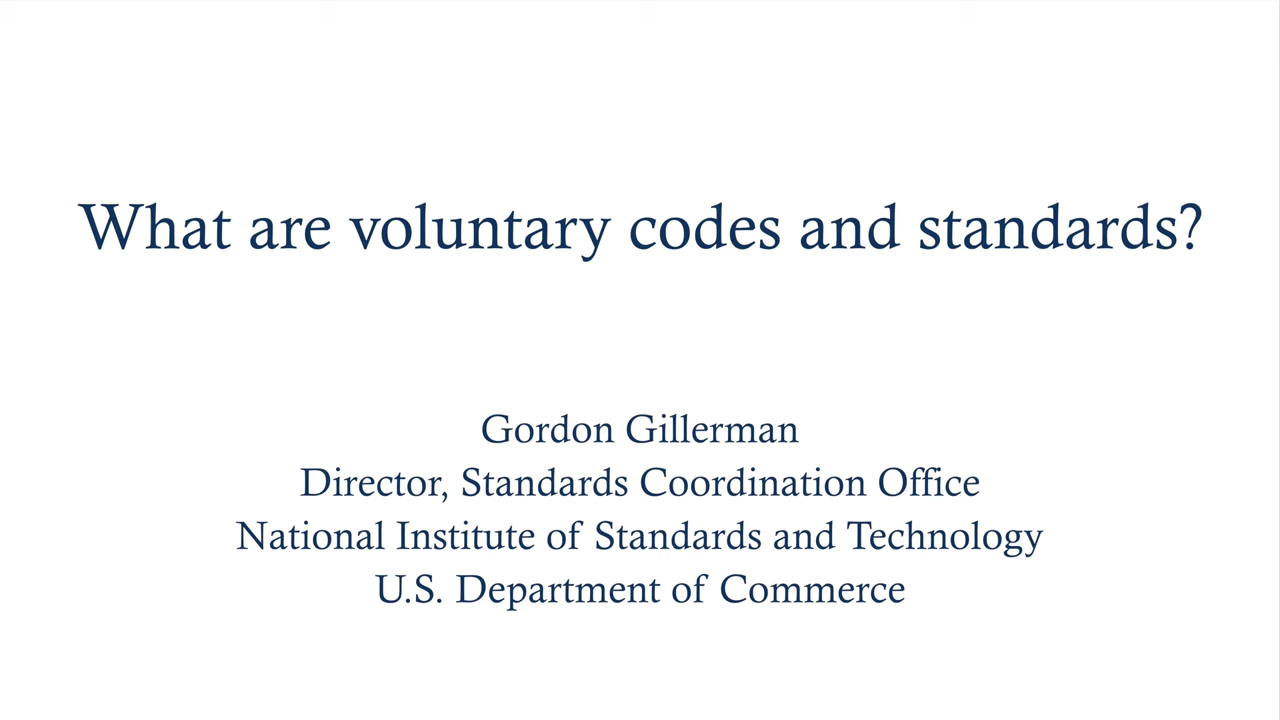 What are voluntary codes and standards?
Gordon Gillerman
Director, Standards Coordination Office
National Institute of Standards and Technology
U.S. Department of Commerce